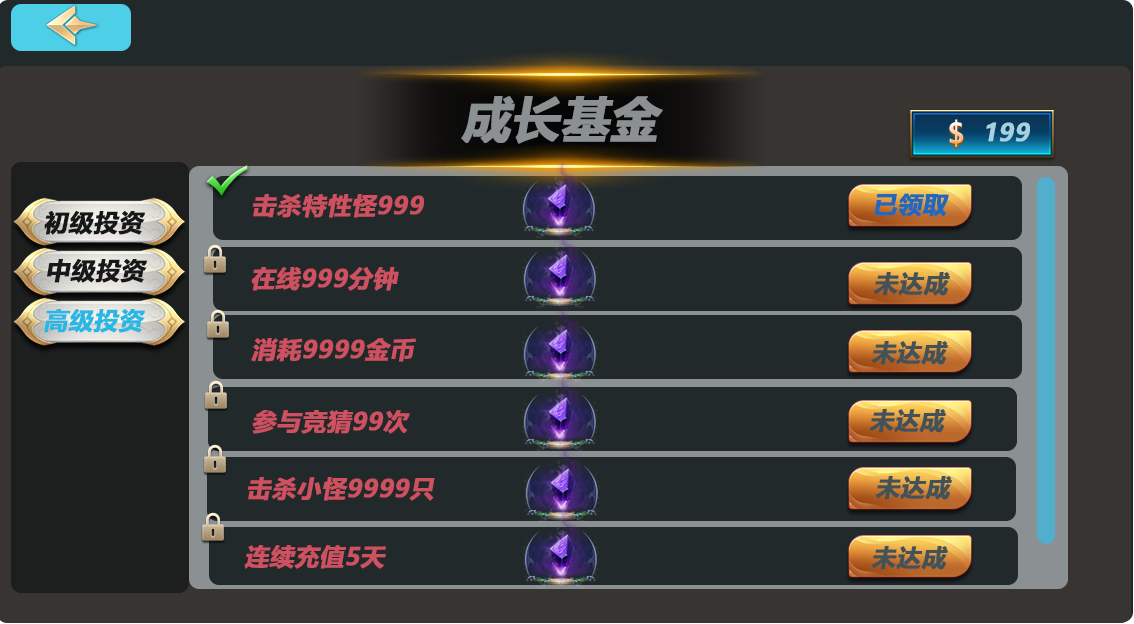 成长基金
$ 199
初级投资
中级投资
高级投资
击杀特性怪999
已领取
在线999分钟
未达成
消耗9999金币
未达成
参与竞猜99次
未达成
击杀小怪9999只
未达成
连续充值5天
未达成